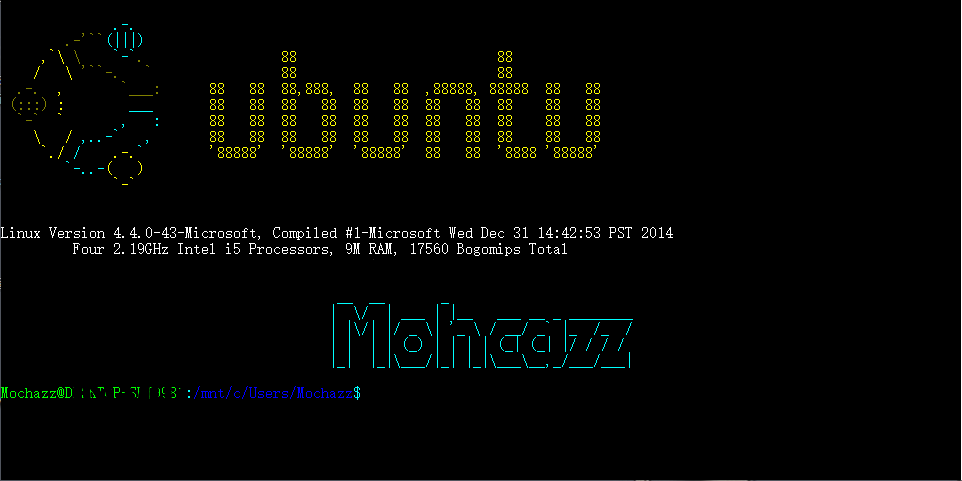 ubuntu
Linux Version 4.4.0-43-Microsoft, Compiled #1-Microsoft Wed Dec 31 14:42:53 PST 2014
Four 2.19GHz Intel i5 Processors, 9M RAM, 17560 Bogomips Total
Mohcazz
Mochazz@D :/mnt/c/Users/Mochazz$